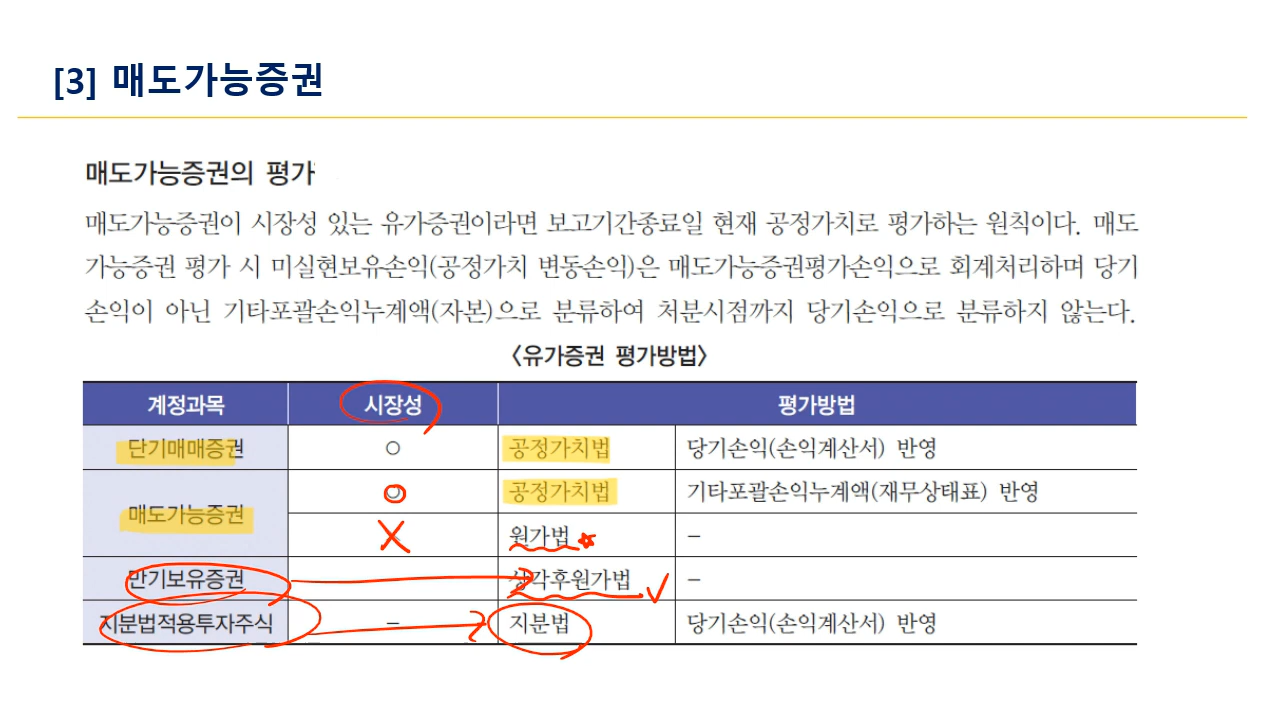 [3] 매도가능증권
매도가능증권의 평가
매도가능증권이 시장성 있는 유가증권이라면 보고기간종료일 현재 공정가치로 평가하는 원칙이다. 매도
가능증권 평가 시 미실현보유손익(공정가치 변동손익)은 매도가능증권평가손익으로 회계처리하며 당기
손익이 아닌 기타포괄손익누계액(자본)으로 분류하여 처분시점까지 당기손익으로 분류하지 않는다.
〈유가증권 평가방법〉
계정과목 시장성 평가방법
단기매매증권 ○ 공정가치법 당기손익(손익계산서) 반영
매도가능증권 ○ 공정가치법 기타포괄손익누계액(재무상태표) 반영
X 원가법 –
만기보유증권 상각후원가법 –
지분법적용투자주식 – 지분법 당기손익(손익계산서) 반영